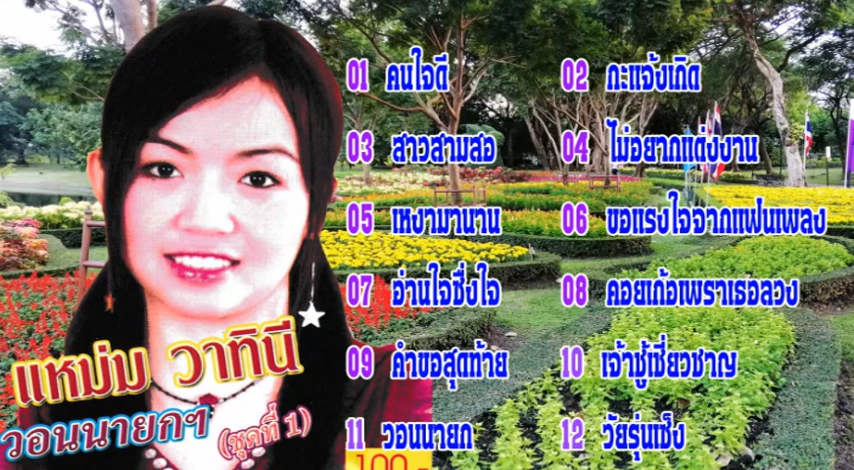 01 คนใจดี
02 กะแจ้งเกิด
03 สาวสามสอ
04 ไม่อยากแต่งงาน
05 เหงามานาน
06 ขอแรงใจจากแฟนเพลง
07 อ่านใจซึ่งใจ
08 คอยเก้อเพราเธอลวง
09 คำขอสุดท้าย
10 เจ้าชู้เชี่ยวชาญ
11 วอนนายก
12 วัยรุ่นเซ็ง
แหม่ม วาทินี
วอนนายกฯ (ชุดที่ 1)
100.-